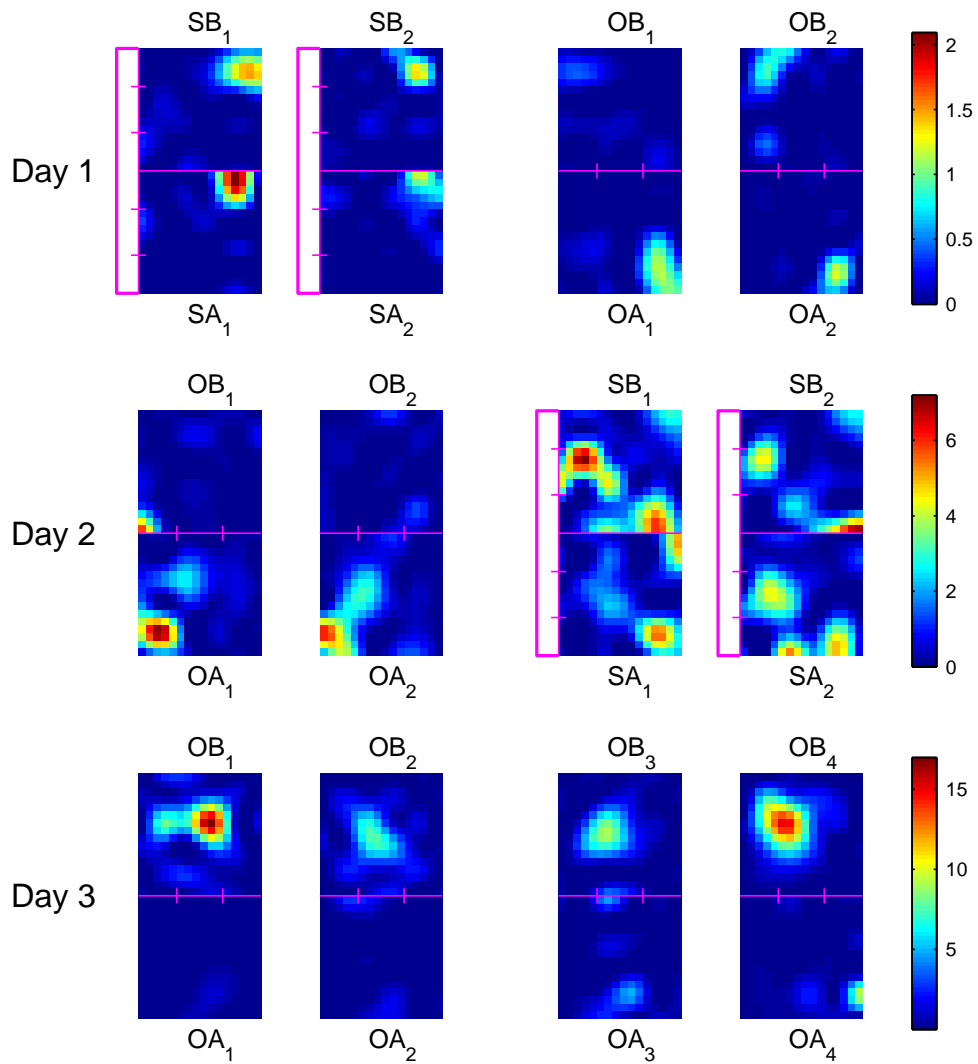 SB₁ SB₂ OB₁ OB₂
2
1.5
Day 1
1
0.5
0
SA₁ SA₂ OA₁ OA₂
OB₁ OB₂ SB₁ SB₂
6
Day 2
4
2
0
OA₁ OA₂ SA₁ SA₂
OB₁ OB₂ OB₃ OB₄
15
10
Day 3
5
0
OA₁ OA₂ OA₃ OA₄